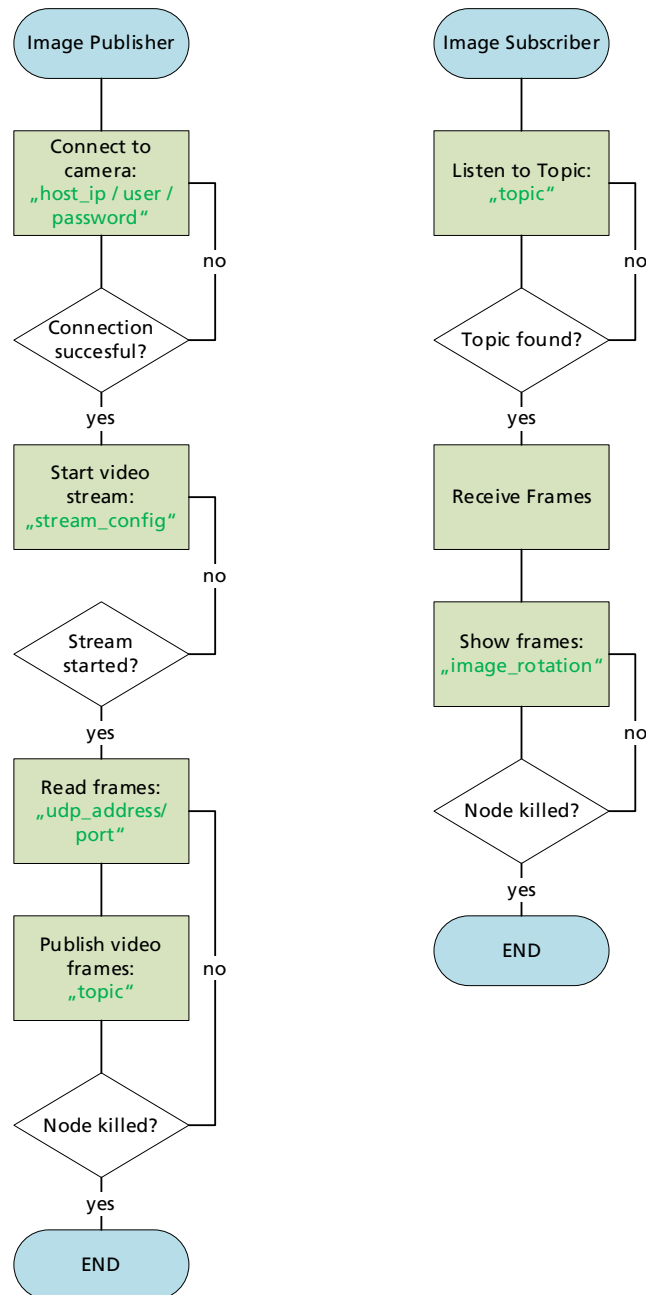 Image Publisher
Connect to
camera:
„host_ip / user /
password“
no
Connection
succesful?
yes
Start video
stream:
„stream_config“
no
Stream
started?
yes
Read frames:
„udp_address/
port“
Publish video
frames:
„topic“
no
Node killed?
yes
END
Image Subscriber
Listen to Topic:
„topic“
no
Topic found?
yes
Receive Frames
Show frames:
„image_rotation“
no
Node killed?
yes
END